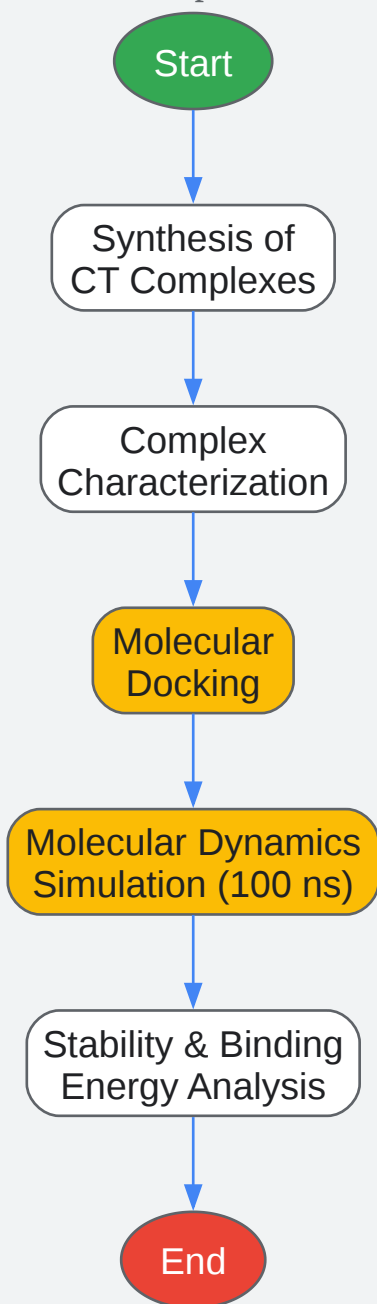 Start
Synthesis of
CT Complexes
Complex
Characterization
Molecular
Docking
Molecular Dynamics
Simulation (100 ns)
Stability & Binding
Energy Analysis
End